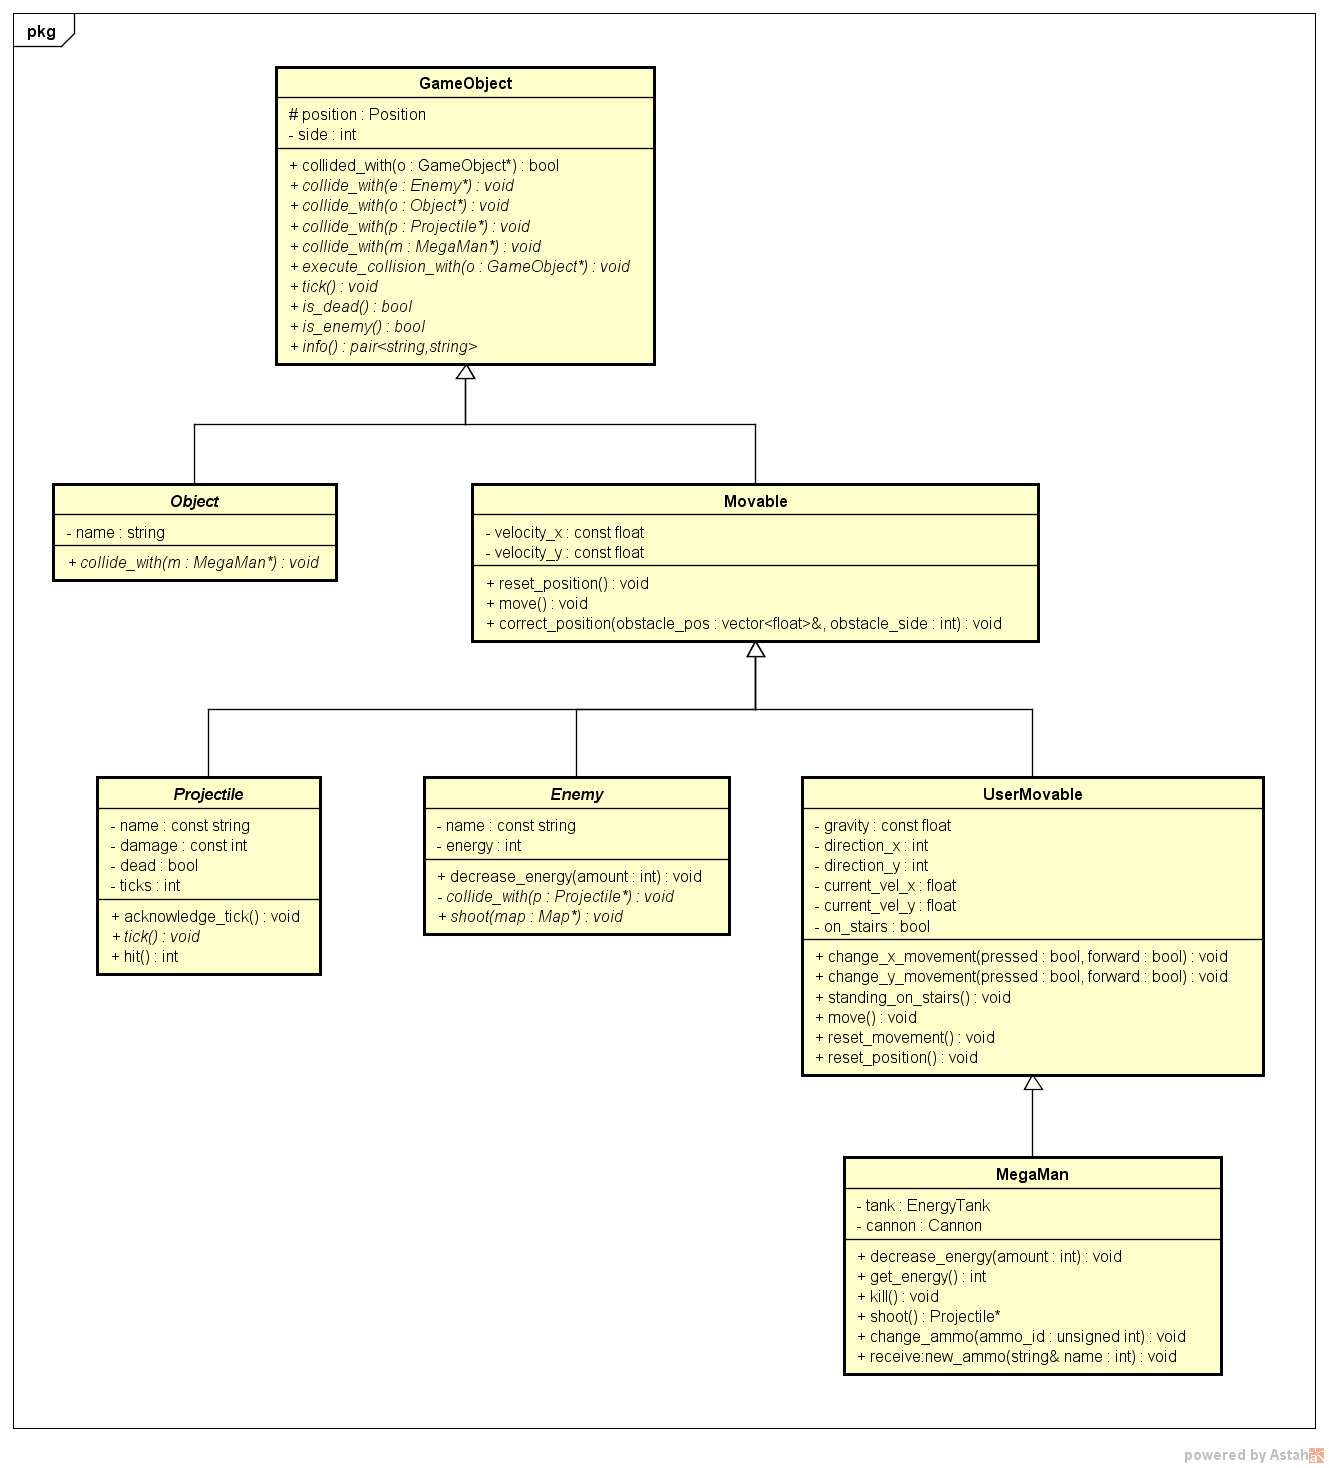 pkg
GameObject
# position : Position
- side : int
+ collided_with(o : GameObject*) : bool
+ collide_with(e : Enemy*) : void
+ collide_with(o : Object*) : void
+ collide_with(p : Projectile*) : void
+ collide_with(m : MegaMan*) : void
+ execute_collision_with(o : GameObject*) : void
+ tick() : void
+ is_dead() : bool
+ is_enemy() : bool
+ info() : pair<string,string>
Object
- name : string
+ collide_with(m : MegaMan*) : void
Movable
- velocity_x : const float
- velocity_y : const float
+ reset_position() : void
+ move() : void
+ correct_position(obstacle_pos : vector<float>&, obstacle_side : int) : void
Projectile
- name : const string
- damage : const int
- dead : bool
- ticks : int
+ acknowledge_tick() : void
+ tick() : void
+ hit() : int
Enemy
- name : const string
- energy : int
+ decrease_energy(amount : int) : void
- collide_with(p : Projectile*) : void
+ shoot(map : Map*) : void
UserMovable
- gravity : const float
- direction_x : int
- direction_y : int
- current_vel_x : float
- current_vel_y : float
- on_stairs : bool
+ change_x_movement(pressed : bool, forward : bool) : void
+ change_y_movement(pressed : bool, forward : bool) : void
+ standing_on_stairs() : void
+ move() : void
+ reset_movement() : void
+ reset_position() : void
MegaMan
- tank : EnergyTank
- cannon : Cannon
+ decrease_energy(amount : int) : void
+ get_energy() : int
+ kill() : void
+ shoot() : Projectile*
+ change_ammo(ammo_id : unsigned int) : void
+ receive:new_ammo(string& name : int) : void
powered by Astah